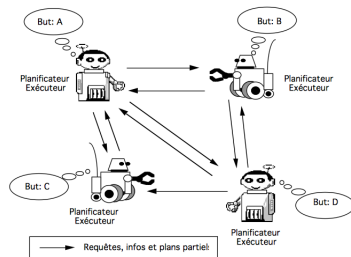 But: A
But: B
Planificateur
Exécuteur
Planificateur
Exécuteur
But: C
But: D
Planificateur
Exécuteur
Planificateur
Exécuteur
Requêtes, infos et plans partiels